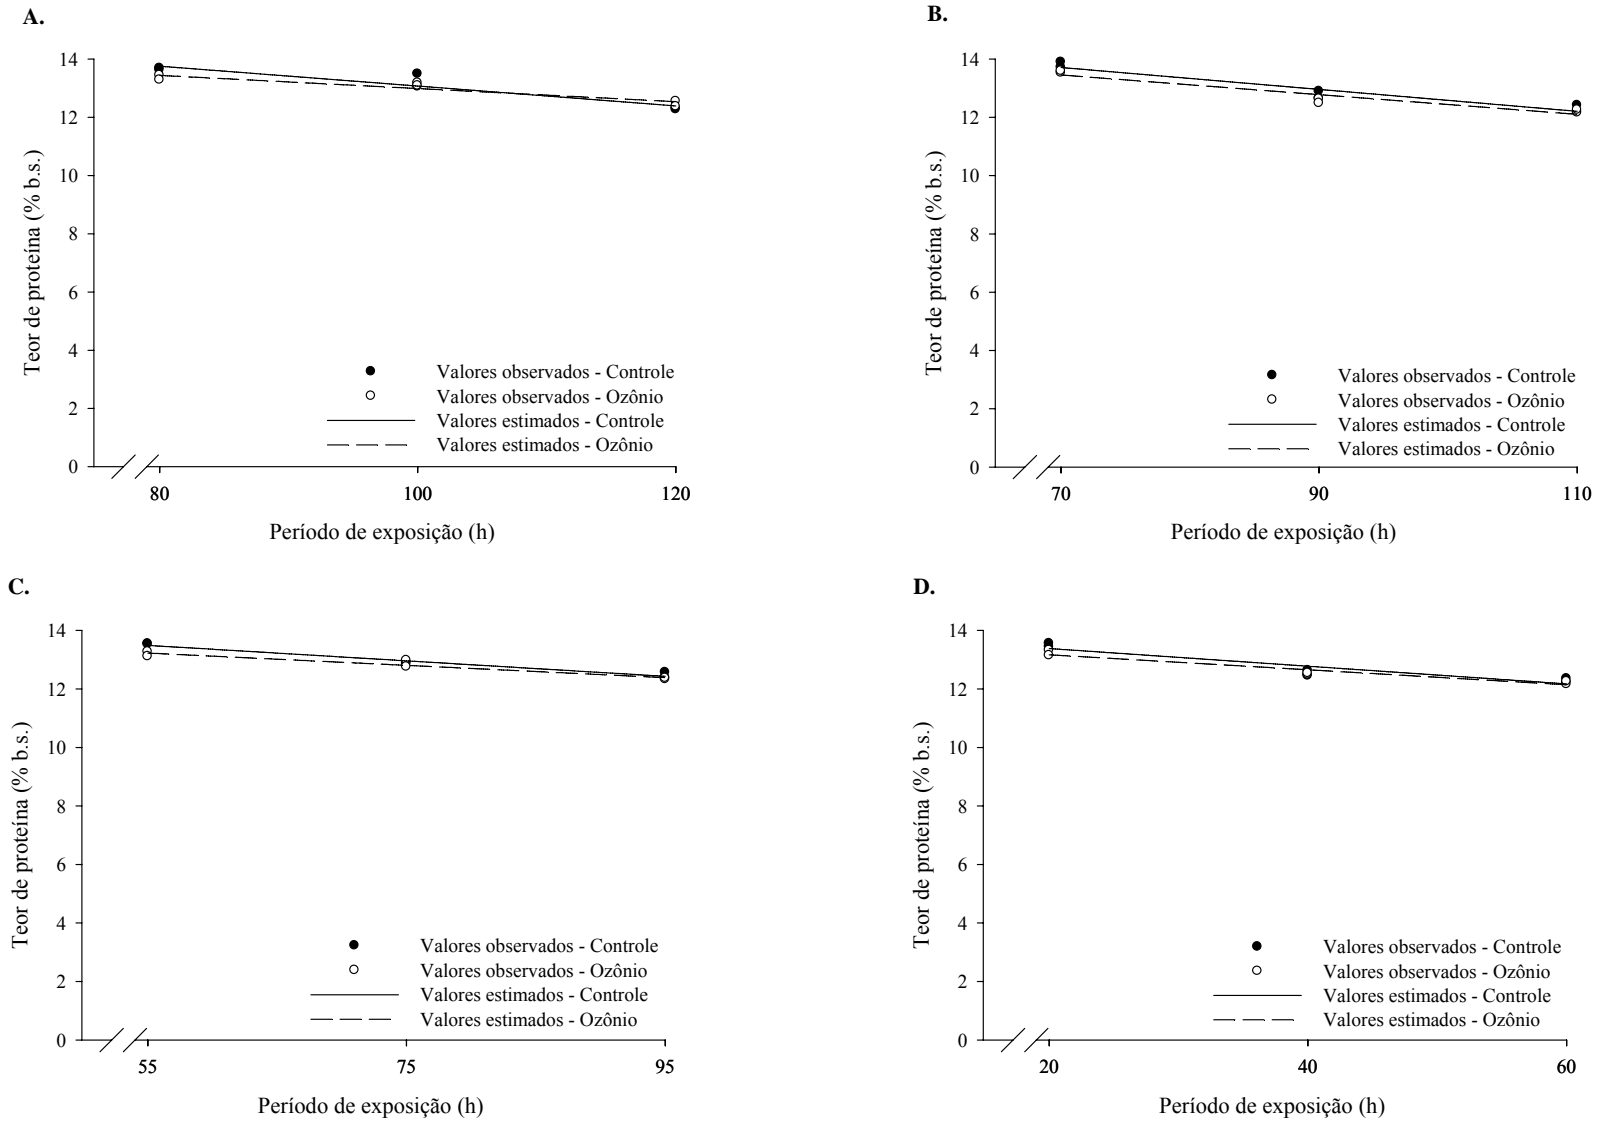 A.
Teor de proteína (% b.s.)
14
12
10
8
6
4
2
0
Valores observados - Controle
Valores observados - Ozônio
Valores estimados - Controle
Valores estimados - Ozônio
80 100 120
Período de exposição (h)
B.
Teor de proteína (% b.s.)
14
12
10
8
6
4
2
0
Valores observados - Controle
Valores observados - Ozônio
Valores estimados - Controle
Valores estimados - Ozônio
70 90 110
Período de exposição (h)
C.
Teor de proteína (% b.s.)
14
12
10
8
6
4
2
0
Valores observados - Controle
Valores observados - Ozônio
Valores estimados - Controle
Valores estimados - Ozônio
55 75 95
Período de exposição (h)
D.
Teor de proteína (% b.s.)
14
12
10
8
6
4
2
0
Valores observados - Controle
Valores observados - Ozônio
Valores estimados - Controle
Valores estimados - Ozônio
20 40 60
Período de exposição (h)